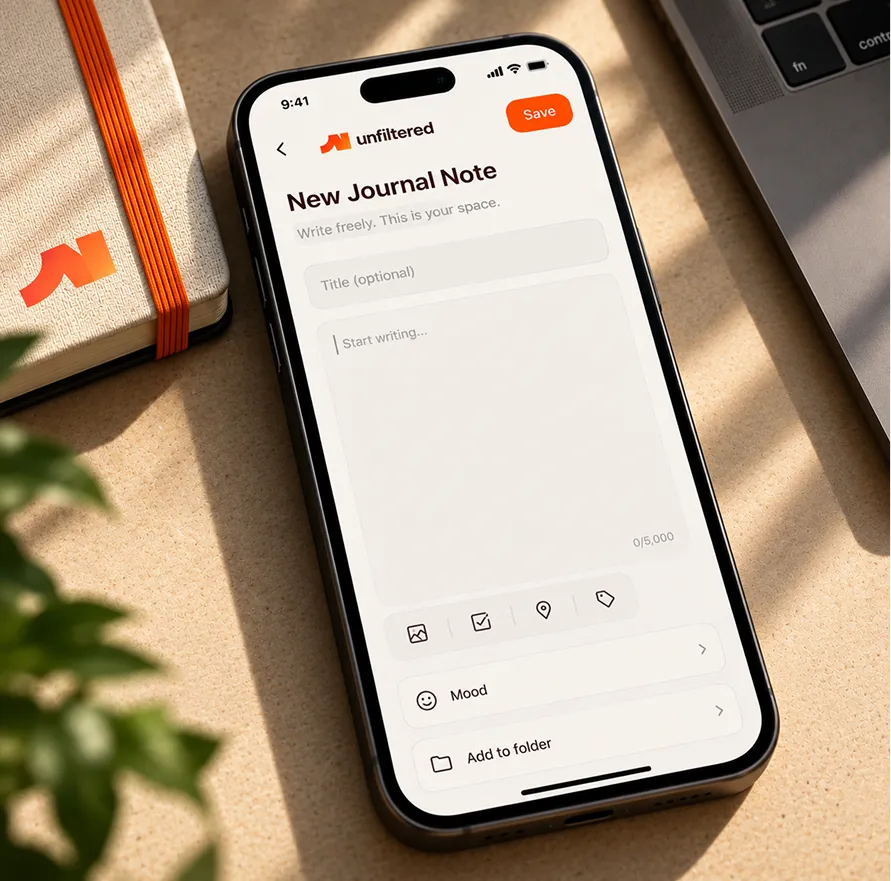 9:41
unfiltered
Save
New Journal Note
Write freely. This is your space.
Title (optional)
Start writing...
0/5,000
Mood
Add to folder
fn
contr